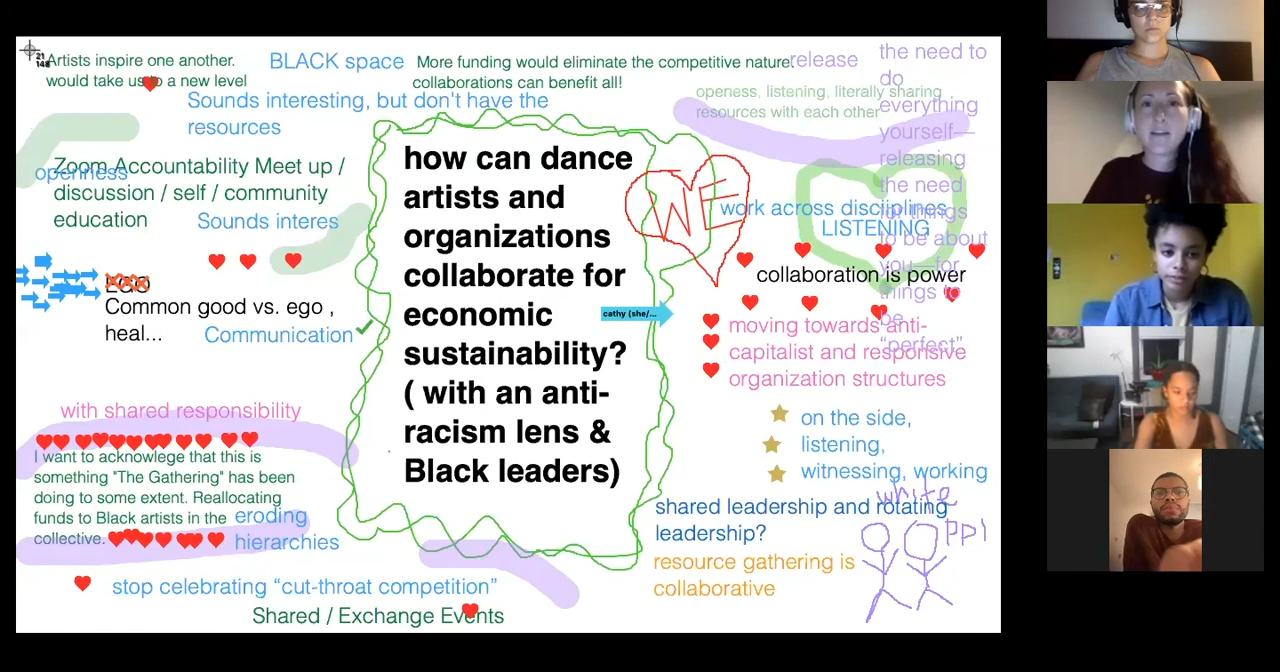 21
148
Artists inspire one another.
would take us to a new level
BLACK space
More funding would eliminate the competitive nature.
collaborations can benefit all!
release
the need to
do
everything
yourself—
releasing
the need
for things
to be about
you—for
things to
be
“perfect”
Sounds interesting, but don't have the
resources
openess, listening, literally sharing
resources with each other
openness
Zoom Accountability Meet up /
discussion / self / community
education
Sounds interes
how can dance
artists and
organizations
collaborate for
economic
sustainability?
( with an anti-
racism lens &
Black leaders)
WE
work across disciplines
LISTENING
collaboration is power
EGO
Common good vs. ego ,
heal...
Communication
cathy (she/...
moving towards anti-
capitalist and responsive
organization structures
with shared responsibility
on the side,
listening,
witnessing, working
I want to acknowlege that this is
something "The Gathering" has been
doing to some extent. Reallocating
funds to Black artists in the
collective.
eroding
hierarchies
white
ppl
shared leadership and rotating
leadership?
resource gathering is
collaborative
stop celebrating “cut-throat competition”
Shared / Exchange Events